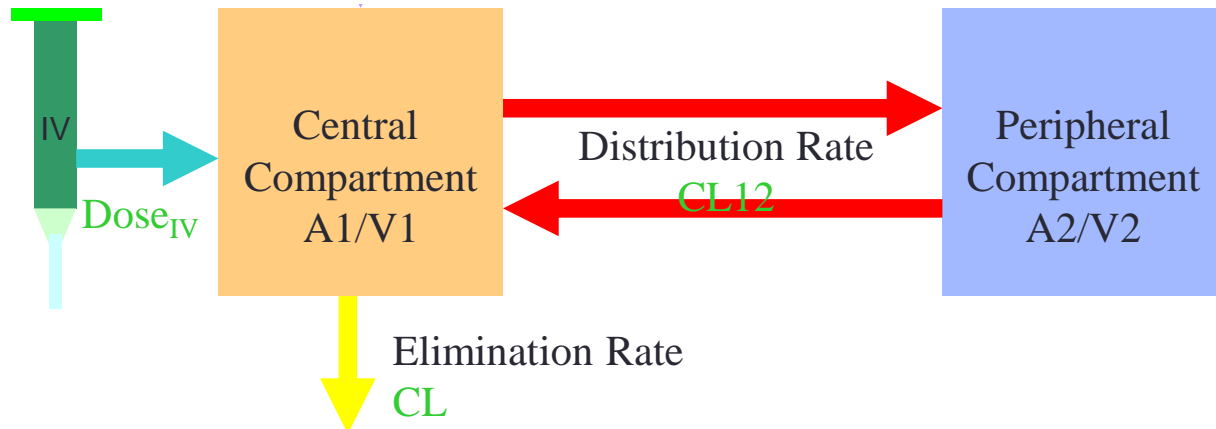 IV
Dose_IV
Central
Compartment
A1/V1
Distribution Rate
CL12
Peripheral
Compartment
A2/V2
Elimination Rate
CL